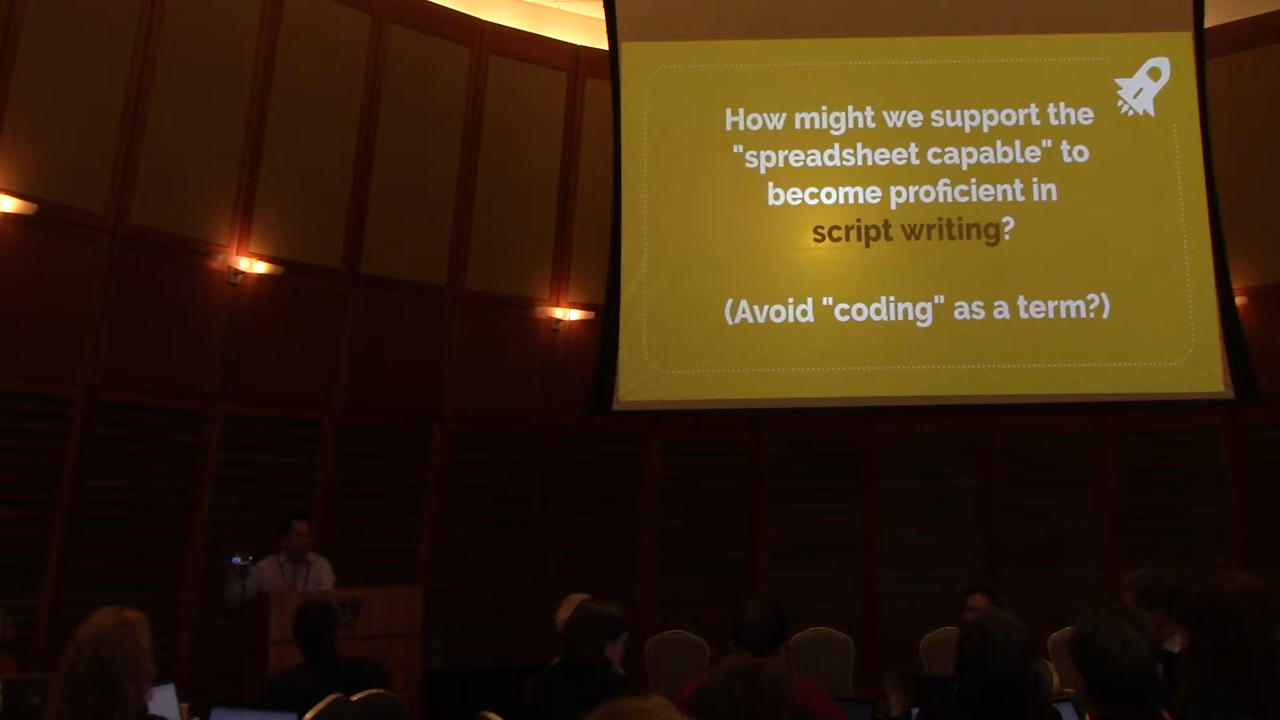 How might we support the
"spreadsheet capable" to
become proficient in
script writing?
(Avoid "coding" as a term?)